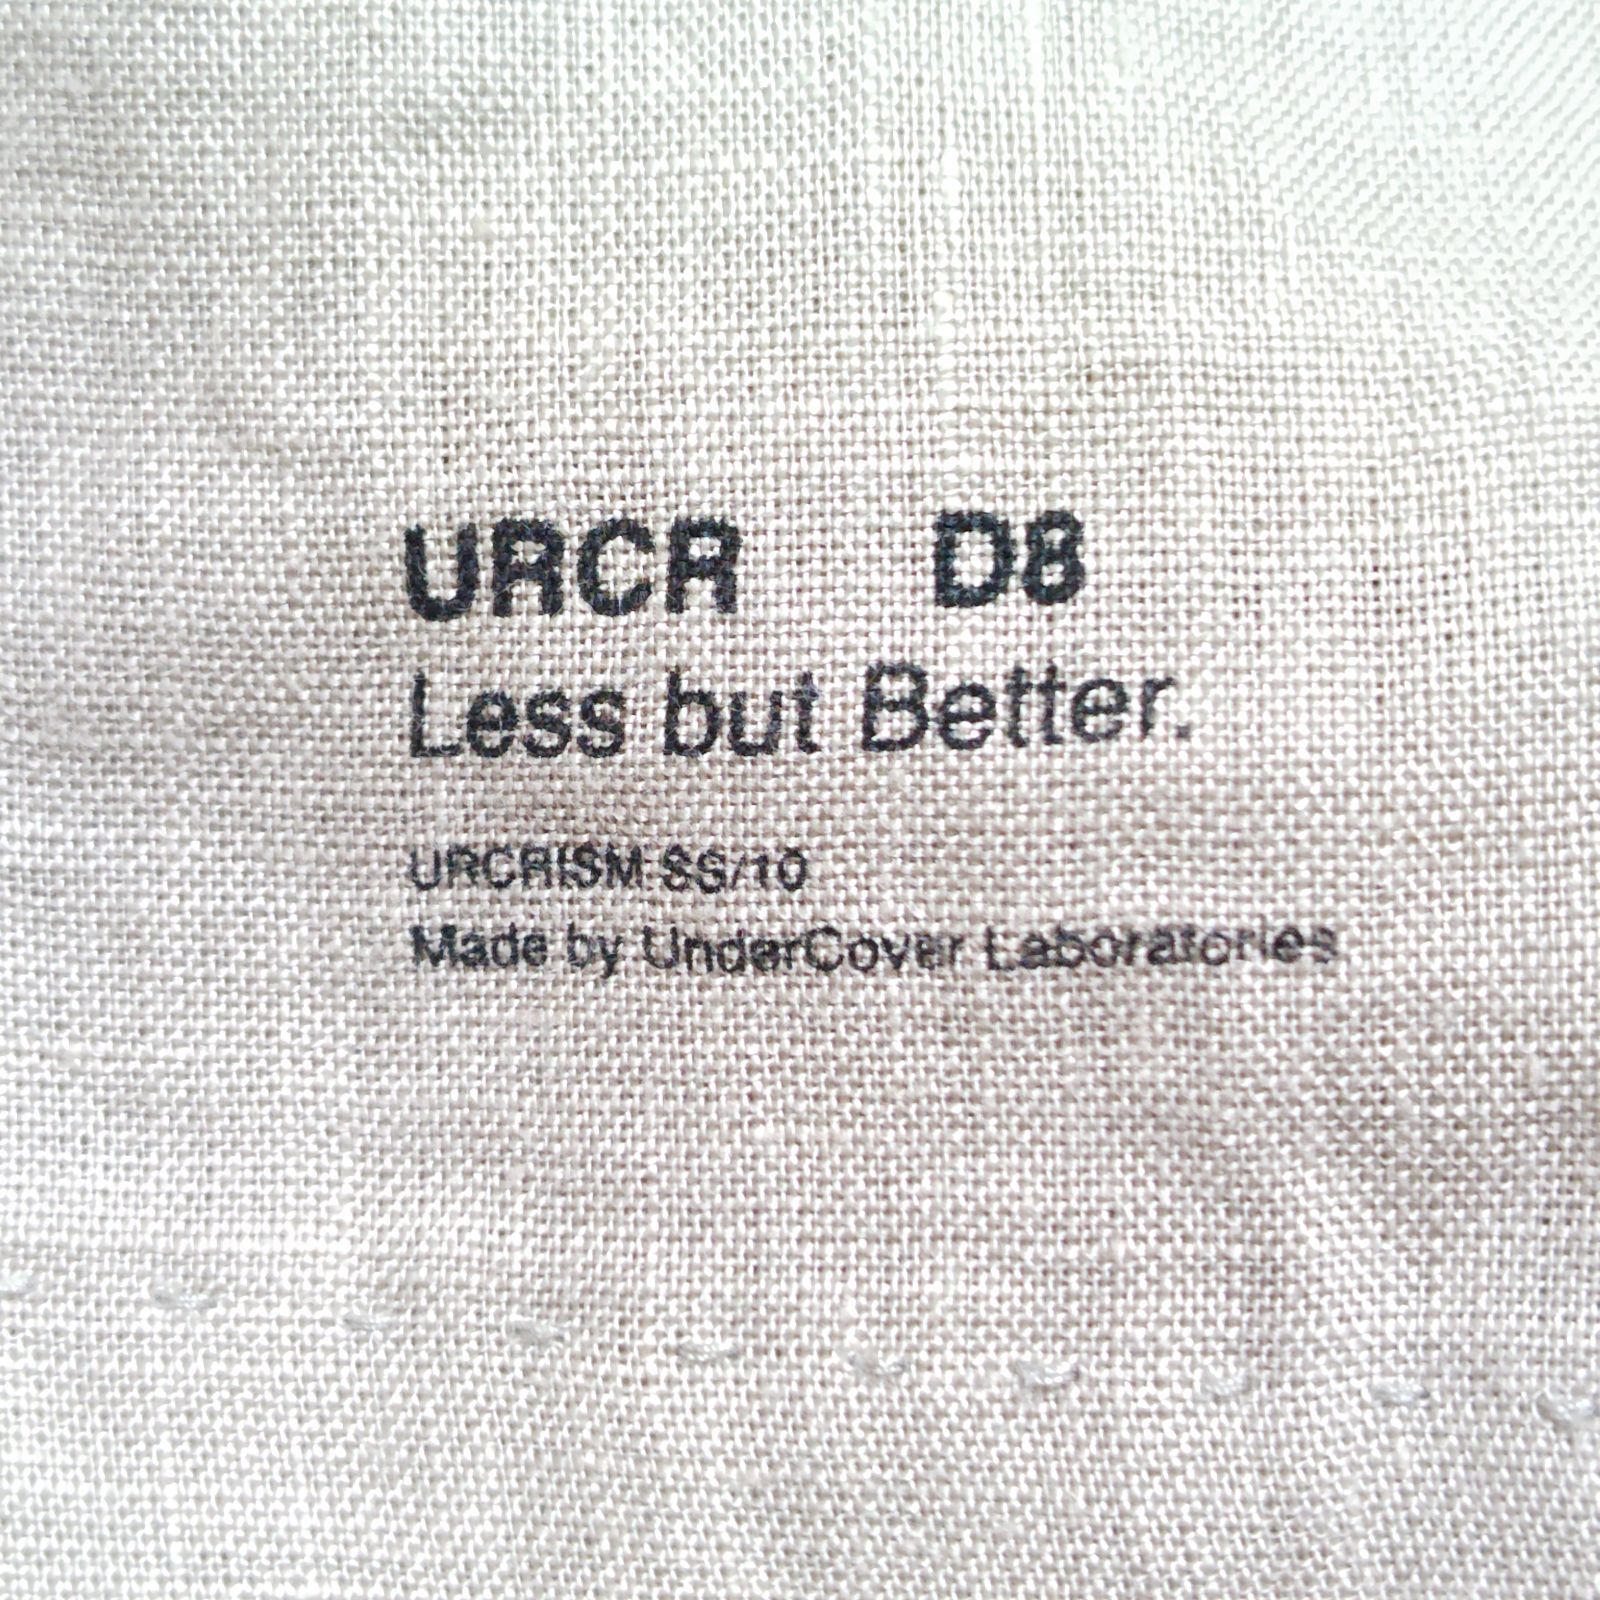 URCR D8
Less but Better.
URCRISM SS/10
Made by UnderCover Laboratories